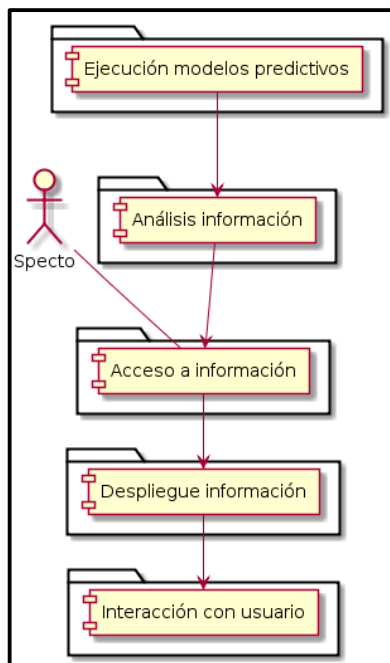 Ejecución modelos predictivos
Análisis información
Specto
Acceso a información
Despliegue información
Interacción con usuario